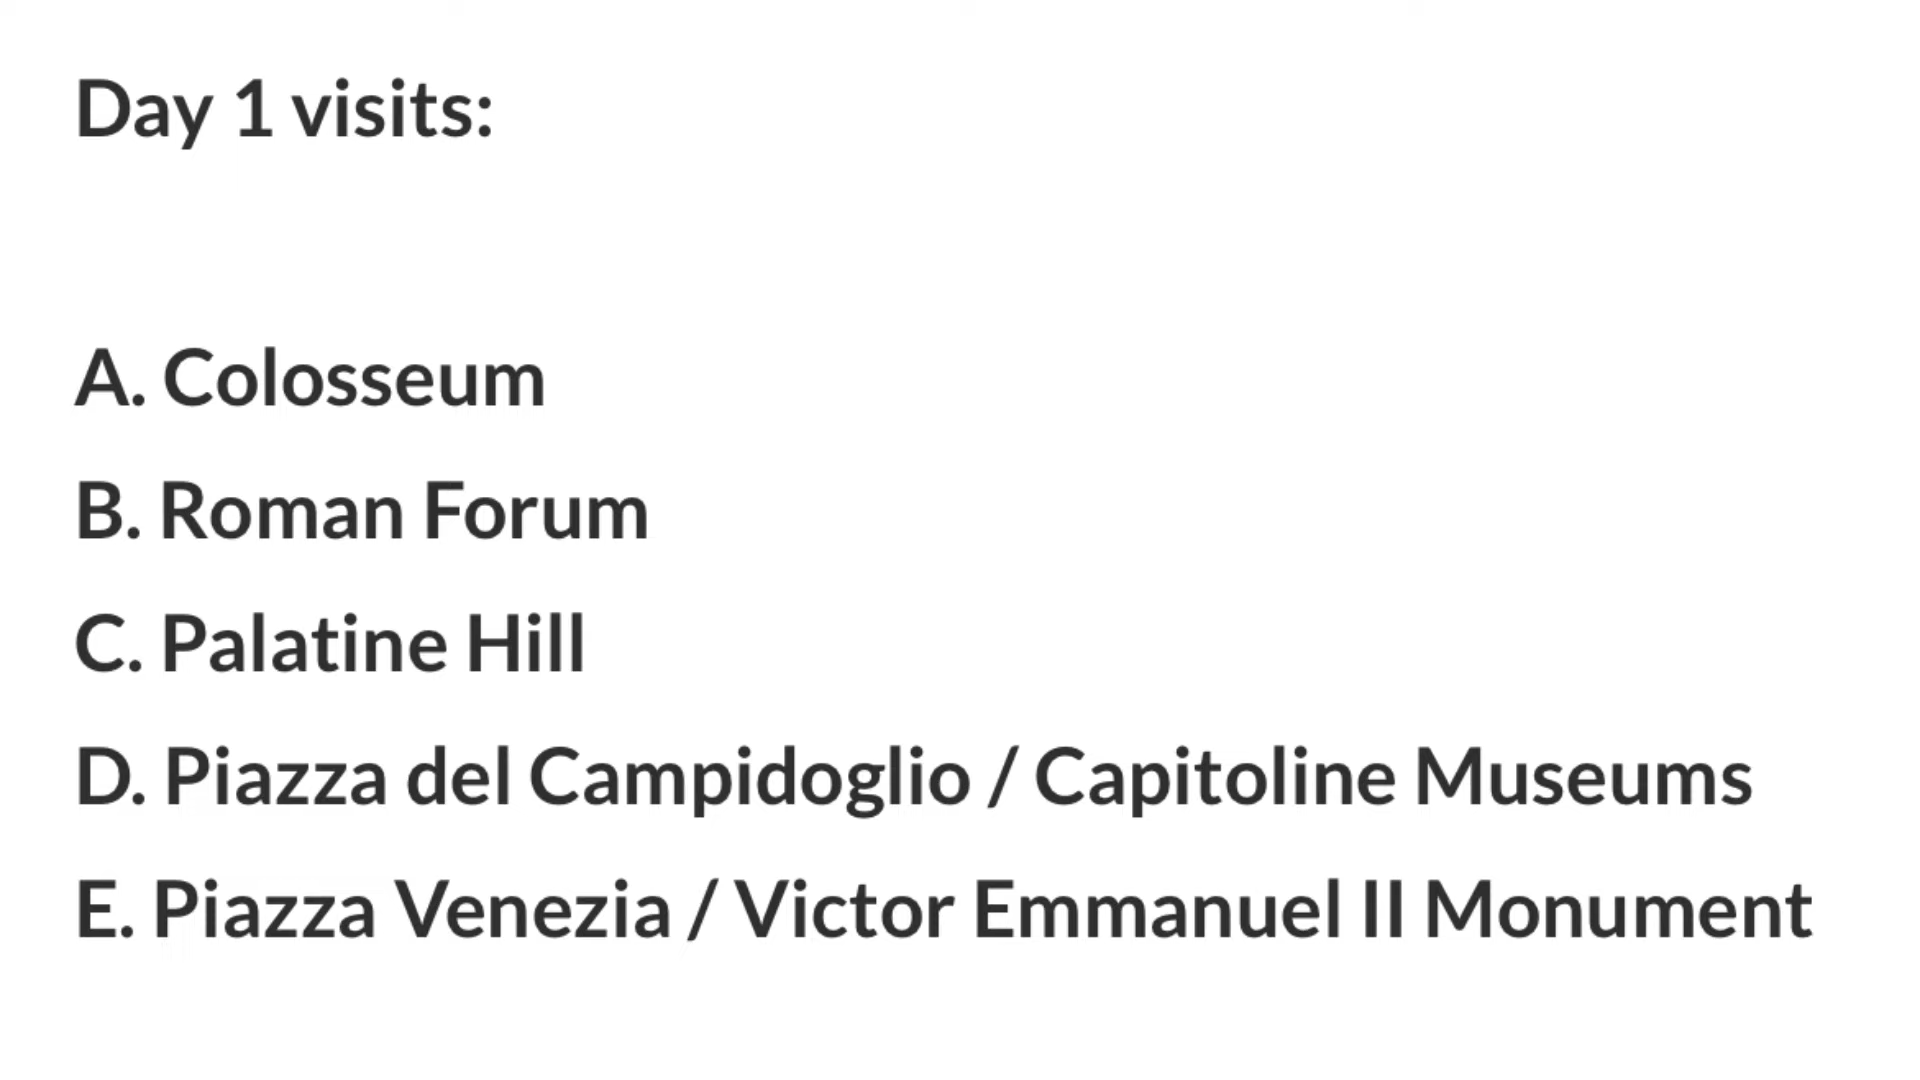 Day 1 visits:
A. Colosseum
B. Roman Forum
C. Palatine Hill
D. Piazza del Campidoglio / Capitoline Museums
E. Piazza Venezia / Victor Emmanuel II Monument